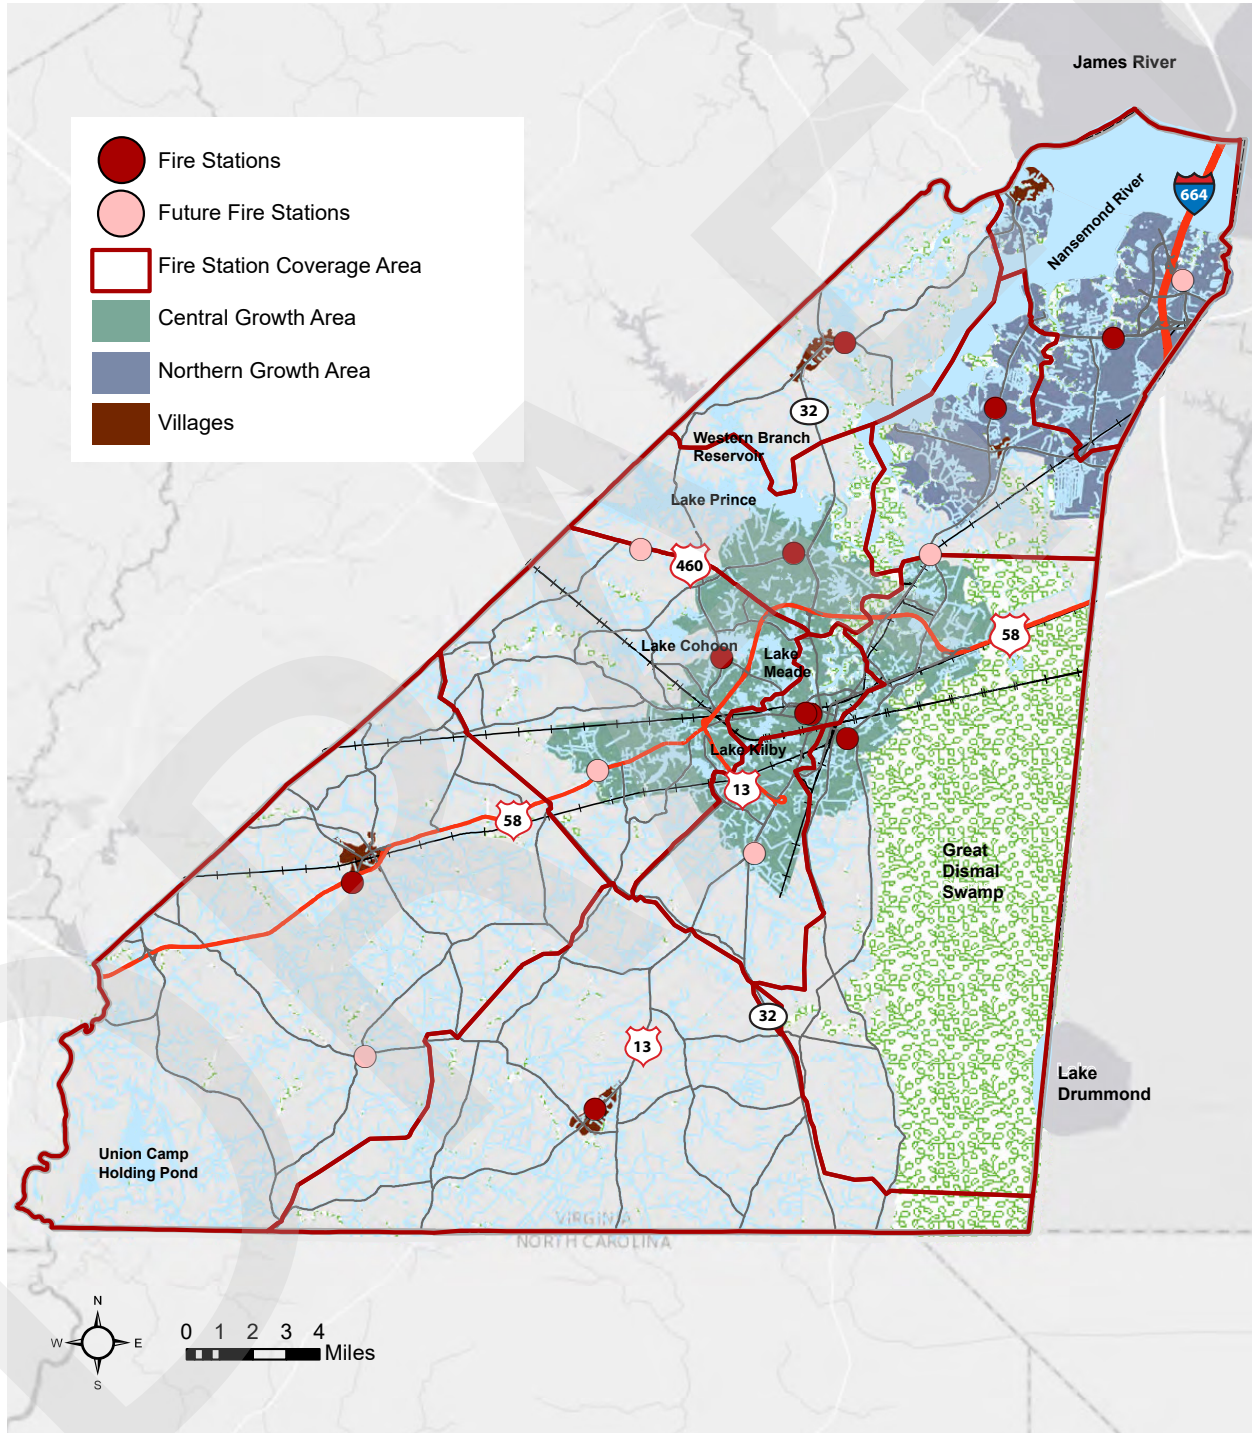 James River
Fire Stations
Future Fire Stations
Fire Station Coverage Area
Central Growth Area
Northern Growth Area
Villages
664
Nansemond River
32
Western Branch
Reservoir
Lake Prince
460
58
Lake Cohoon
Lake
Meade
Lake Kilby
13
58
Great
Dismal
Swamp
32
13
Lake
Drummond
Union Camp
Holding Pond
VIRGINIA
NORTH CAROLINA
N
W E
S
0 1 2 3 4
Miles
DRAFT